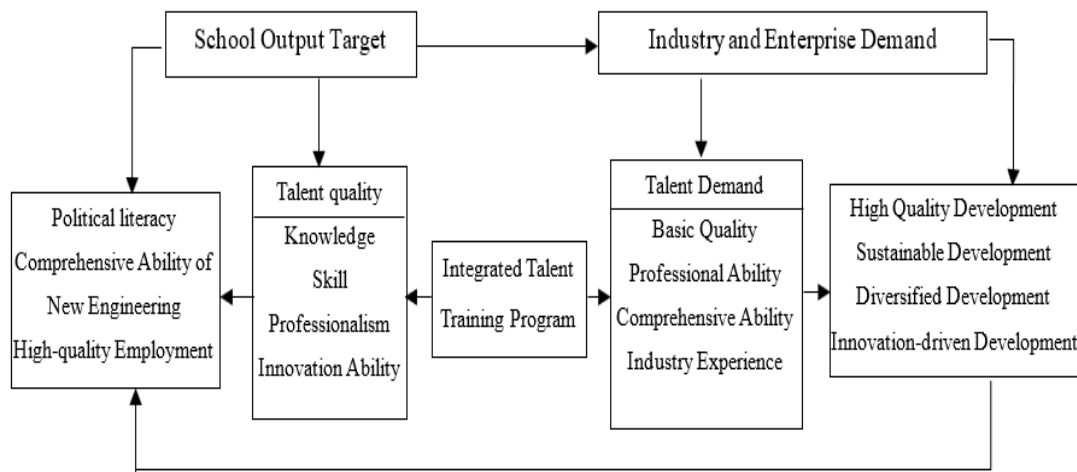 School Output Target
Industry and Enterprise Demand
Political literacy
Comprehensive Ability of
New Engineering
High-quality Employment
Talent quality
Knowledge
Skill
Professionalism
Innovation Ability
Integrated Talent
Training Program
Talent Demand
Basic Quality
Professional Ability
Comprehensive Ability
Industry Experience
High Quality Development
Sustainable Development
Diversified Development
Innovation-driven Development